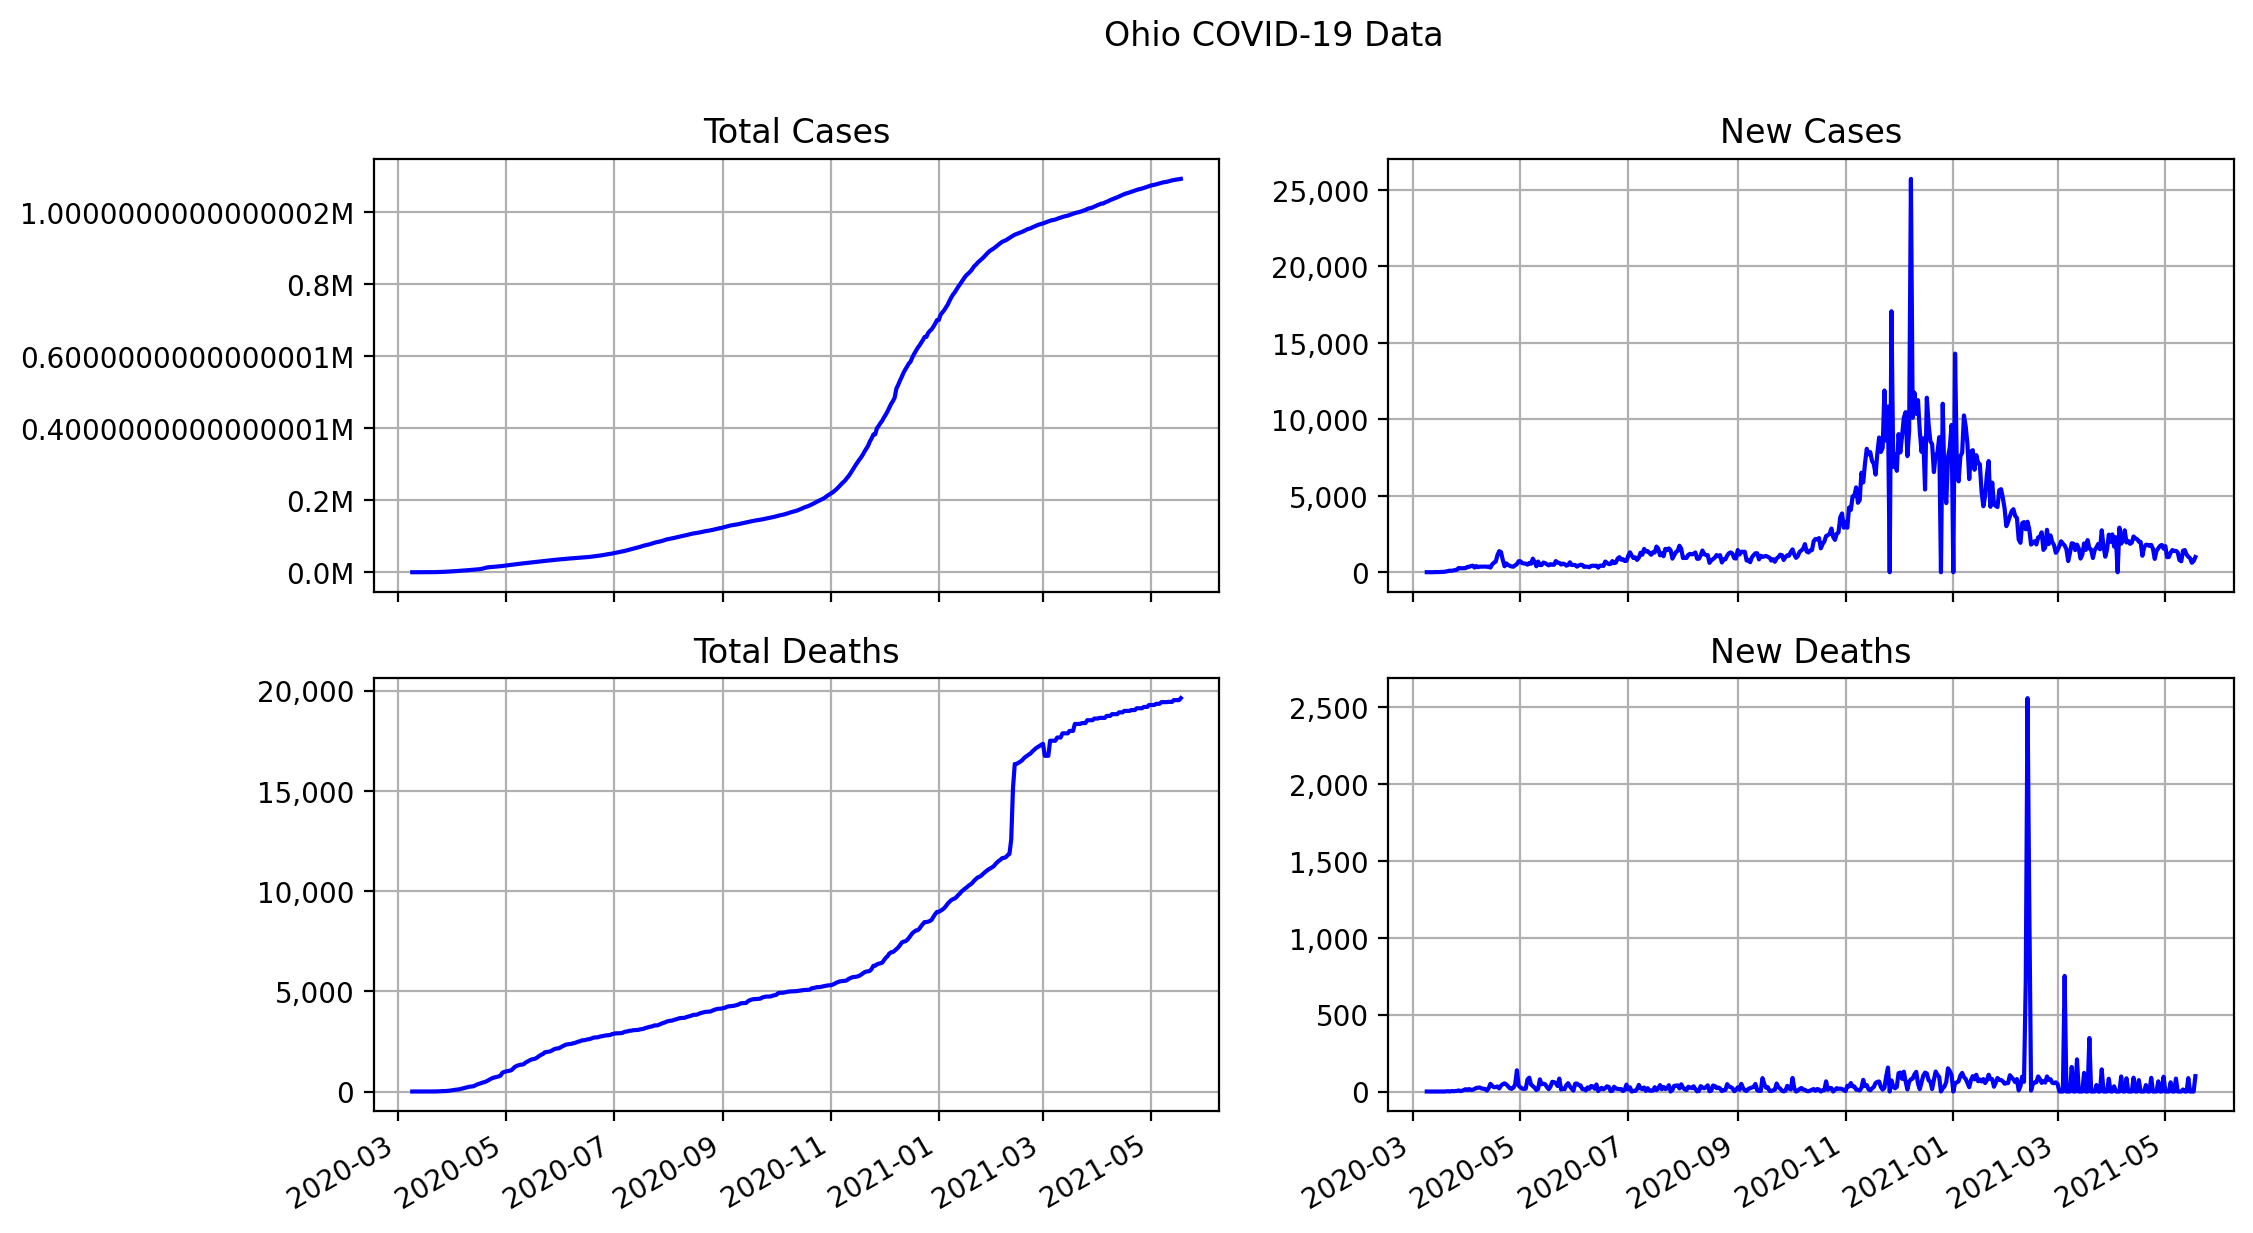 Ohio COVID-19 Data
Total Cases
1.0000000000000002M
0.8M
0.6000000000000001M
0.4000000000000001M
0.2M
0.0M
New Cases
25,000
20,000
15,000
10,000
5,000
0
Total Deaths
20,000
15,000
10,000
5,000
0
2020-03 2020-05 2020-07 2020-09 2020-11 2021-01 2021-03 2021-05
New Deaths
2,500
2,000
1,500
1,000
500
0
2020-03 2020-05 2020-07 2020-09 2020-11 2021-01 2021-03 2021-05